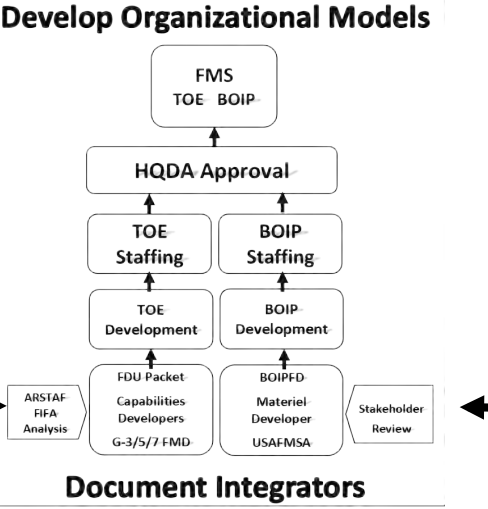 Develop Organizational Models
FMS
TOE BOIP
HQDA Approval
TOE
Staffing
BOIP
Staffing
TOE
Development
BOIP
Development
ARSTAF
FIFA
Analysis
FDU Packet
Capabilities
Developers
G-3/5/7 FMD
BOIPFD
Materiel
Developer
USAFMSA
Stakeholder
Review
Document Integrators